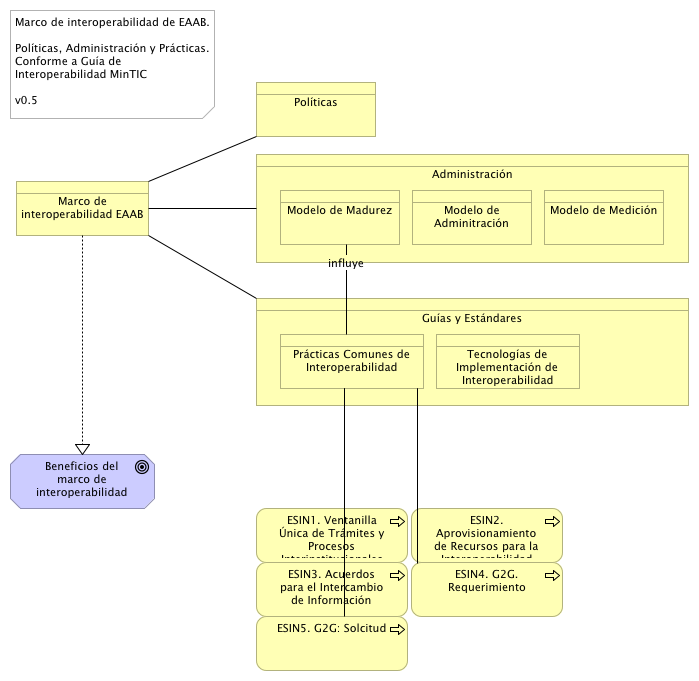 Marco de interoperabilidad de EAAB.
Políticas, Administración y Prácticas.
Conforme a Guía de
Interoperabilidad MinTIC
v0.5
Políticas
Administración
Marco de
interoperabilidad EAAB
Modelo de Madurez
Modelo de
Adminitración
Modelo de Medición
influye
Guías y Estándares
Prácticas Comunes de
Interoperabilidad
Tecnologías de
Implementación de
Interoperabilidad
Beneficios del
marco de
interoperabilidad
ESIN1. Ventanilla
Única de Trámites y
Procesos
Interinstitucionales
ESIN2.
Aprovisionamiento
de Recursos para la
Interoperabilidad
ESIN3. Acuerdos
para el Intercambio
de Información
ESIN4. G2G.
Requerimiento
ESIN5. G2G: Solcitud